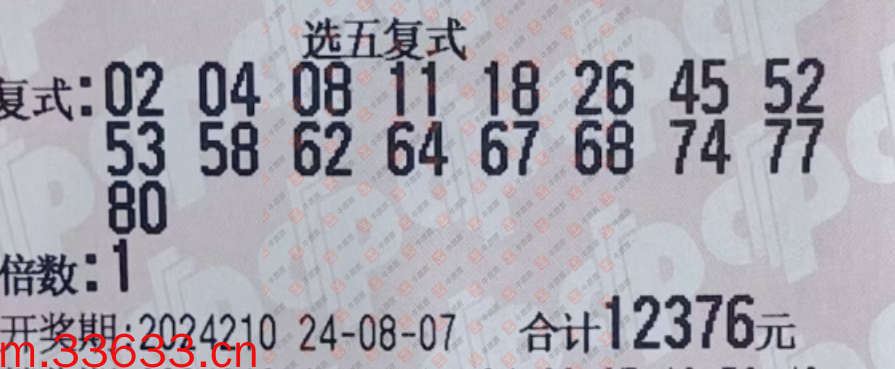 选五复式
复式:02 04 08 11 18 26 45 52
53 58 62 64 67 68 74 77
80
倍数:1
开奖期:2024210 24-08-07 合计12376元
m.33633.cn